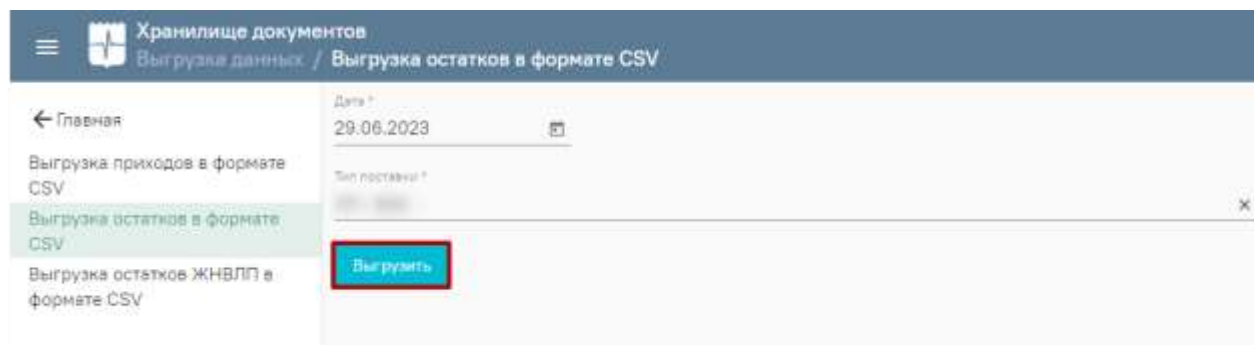 Хранилище документов
Выгрузка данных / Выгрузка остатков в формате CSV
← Главная
Выгрузка приходов в формате
CSV
Выгрузка остатков в формате
CSV
Выгрузка остатков ЖНВЛП в
формате CSV
Дата *
29.06.2023
Тип поставки *
Выгрузить